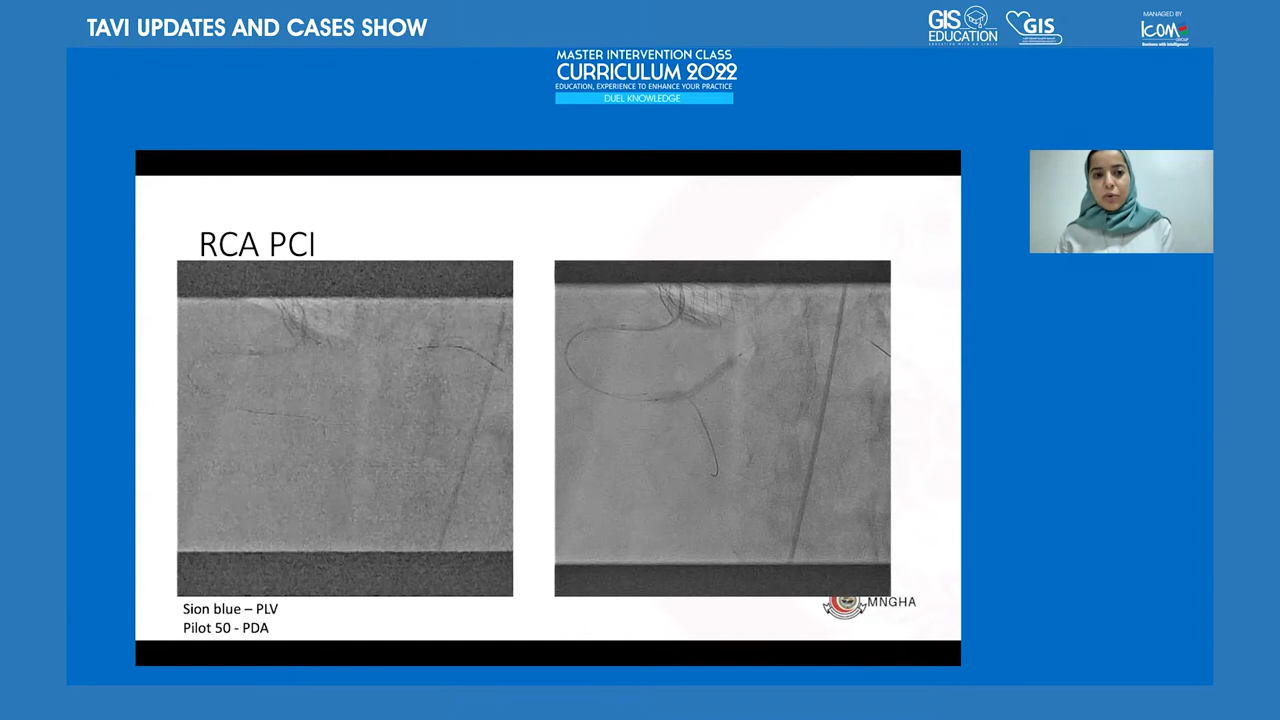 TAVI UPDATES AND CASES SHOW
GIS
EDUCATION
GIS
MANAGED BY
ICOM
GROUP
Business with Intelligence!
MASTER INTERVENTION CLASS
CURRICULUM 2022
EDUCATION, EXPERIENCE TO ENHANCE YOUR PRACTICE
DUEL KNOWLEDGE
RCA PCI
Sion blue – PLV
Pilot 50 - PDA
MNGHA